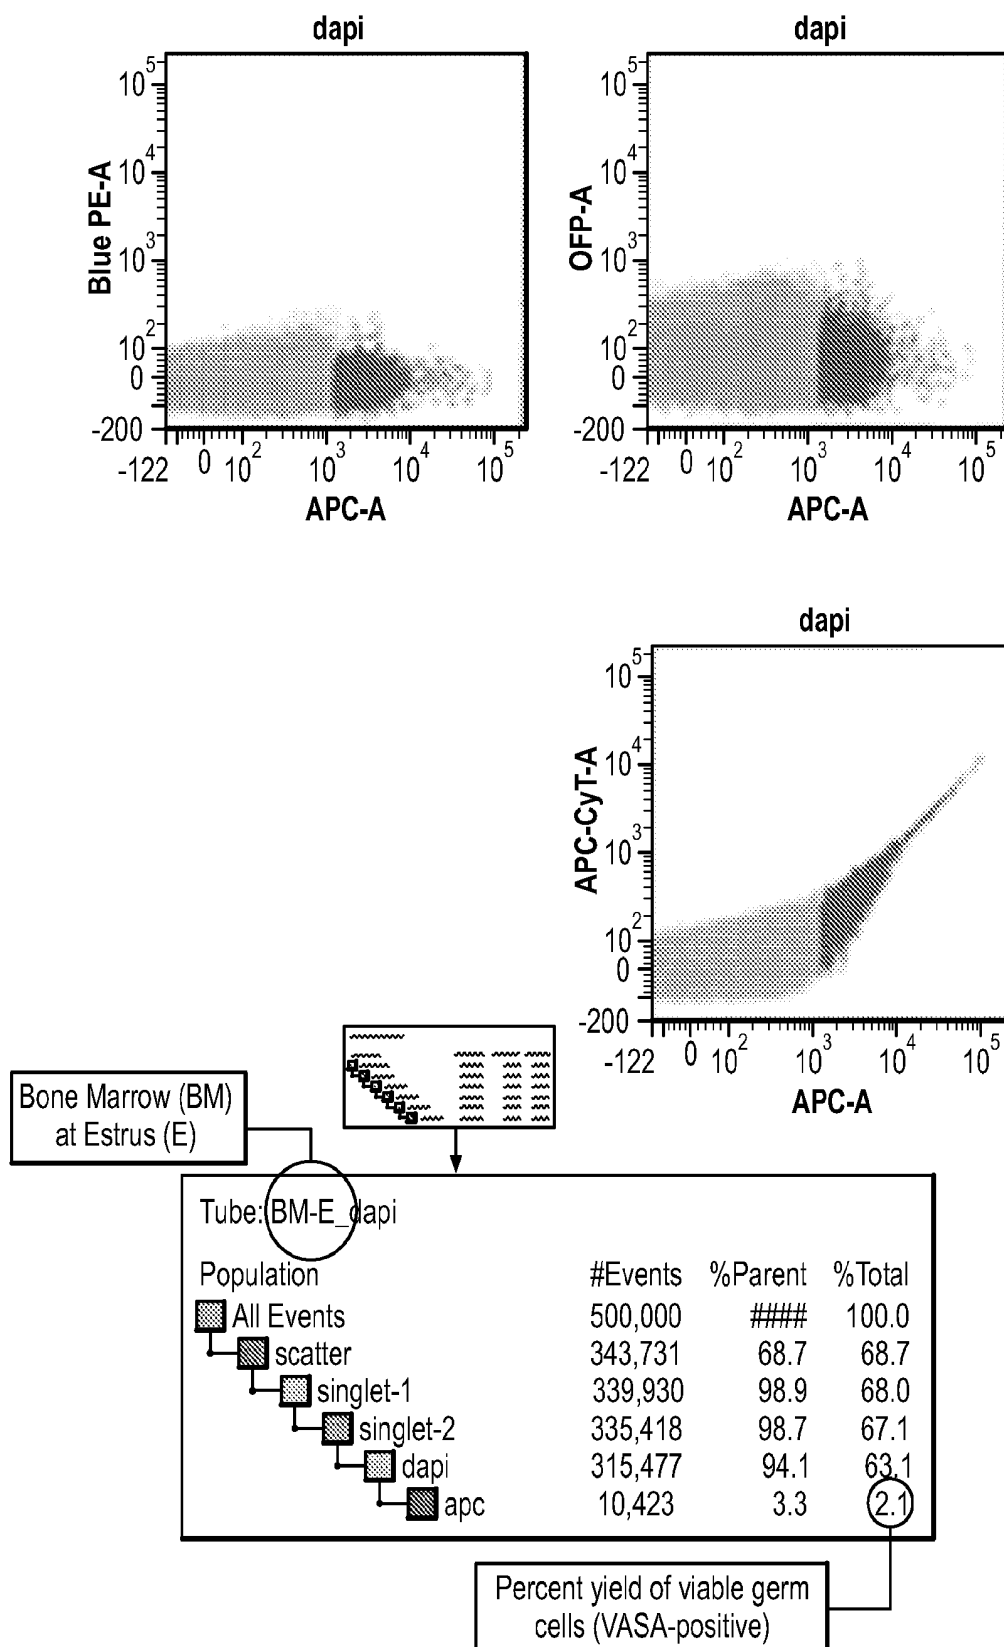 dapi
Blue PE-A
10^5
10^4
10^3
10^2
0
-200
-122 0 10^2 10^3 10^4 10^5
APC-A
dapi
OFP-A
10^5
10^4
10^3
10^2
0
-200
-122 0 10^2 10^3 10^4 10^5
APC-A
dapi
APC-CyT-A
10^5
10^4
10^3
10^2
0
-200
-122 0 10^2 10^3 10^4 10^5
APC-A
Bone Marrow (BM)
at Estrus (E)
Tube: BM-E_dapi
Population #Events %Parent %Total
All Events 500,000 #### 100.0
scatter 343,731 68.7 68.7
singlet-1 339,930 98.9 68.0
singlet-2 335,418 98.7 67.1
dapi 315,477 94.1 63.1
apc 10,423 3.3 2.1
Percent yield of viable germ
cells (VASA-positive)